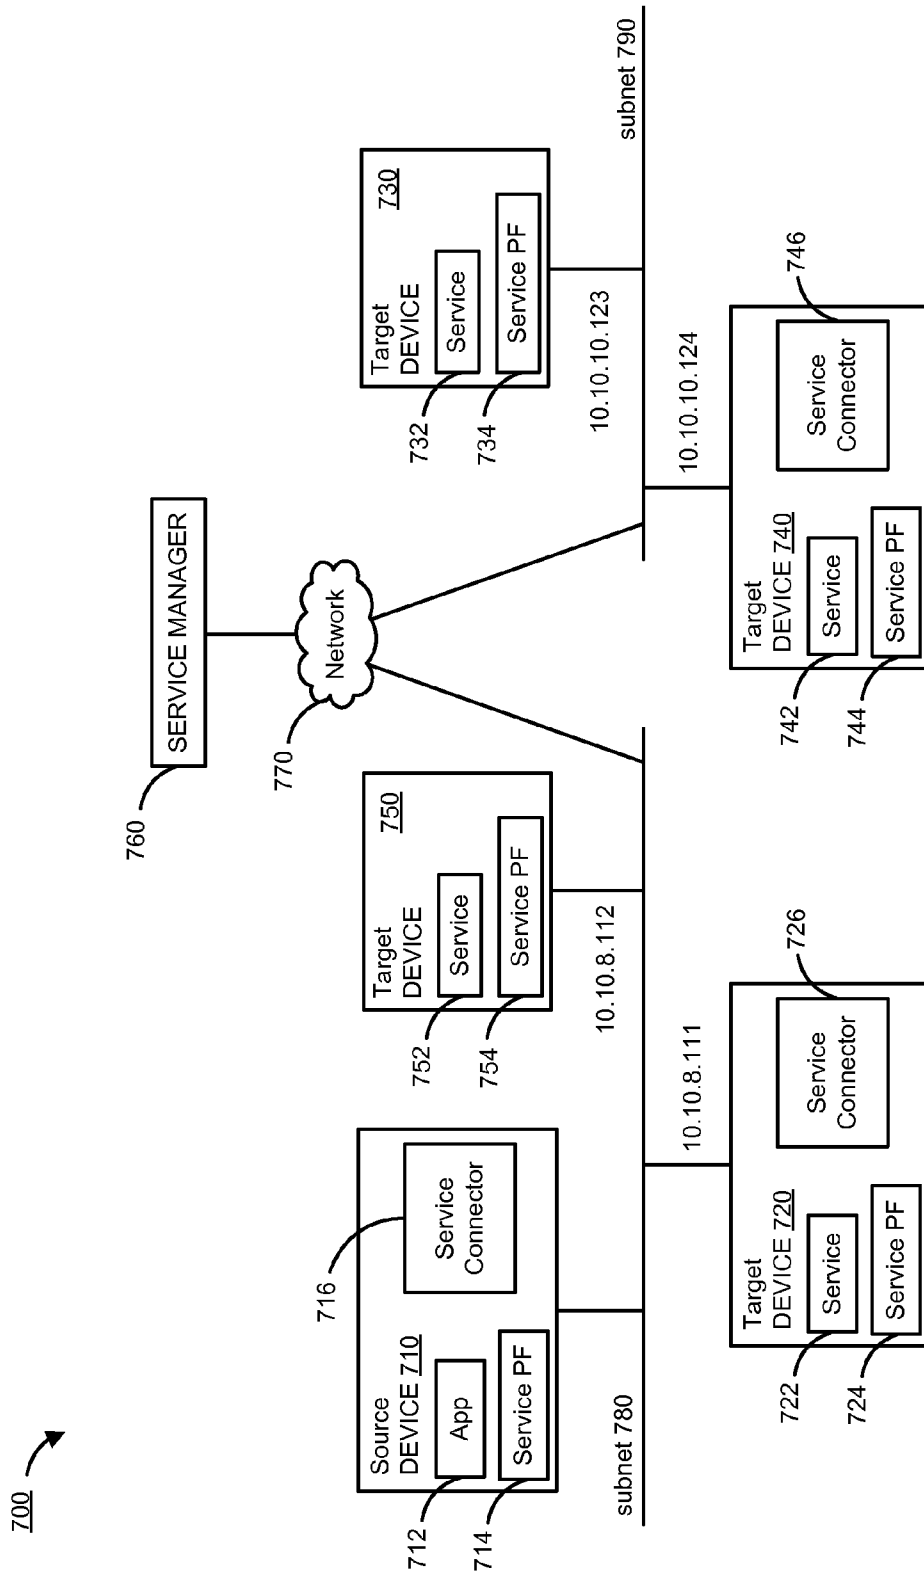 700
760
SERVICE MANAGER
770
Network
Source
DEVICE 710
712
App
714
Service PF
716
Service
Connector
Target
DEVICE
750
752
Service
754
Service PF
10.10.8.112
Target
DEVICE
730
732
Service
734
Service PF
10.10.10.123
subnet 780
subnet 790
10.10.8.111
Target
DEVICE 720
722
Service
724
Service PF
726
Service
Connector
10.10.10.124
Target
DEVICE 740
742
Service
744
Service PF
746
Service
Connector